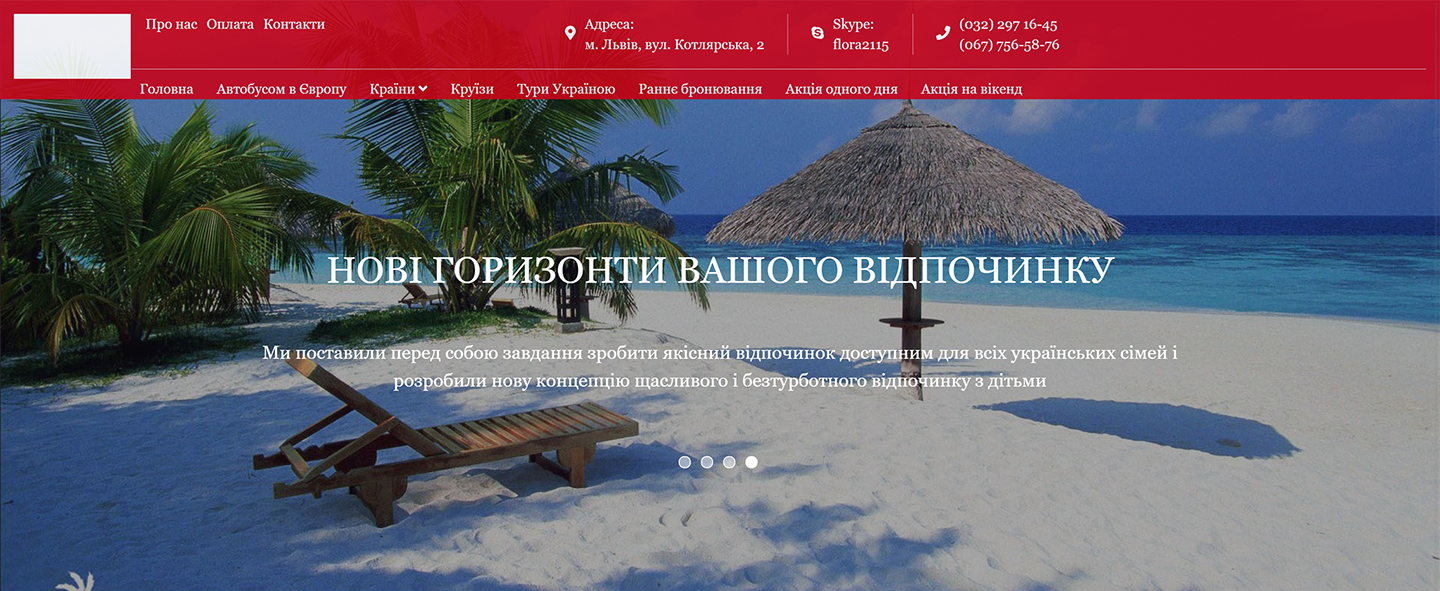 Про нас Оплата Контакти
Адреса:
м. Львів, вул. Котлярська, 2
Skype:
flora2115
(032) 297 16-45
(067) 756-58-76
Головна Автобусом в Європу Країни Круїзи Тури Україною Раннє бронювання Акція одного дня Акція на вікенд
НОВІ ГОРИЗОНТИ ВАШОГО ВІДПОЧИНКУ
Ми поставили перед собою завдання зробити якісний відпочинок доступним для всіх українських сімей і
розробили нову концепцію щасливого і безтурботного відпочинку з дітьми